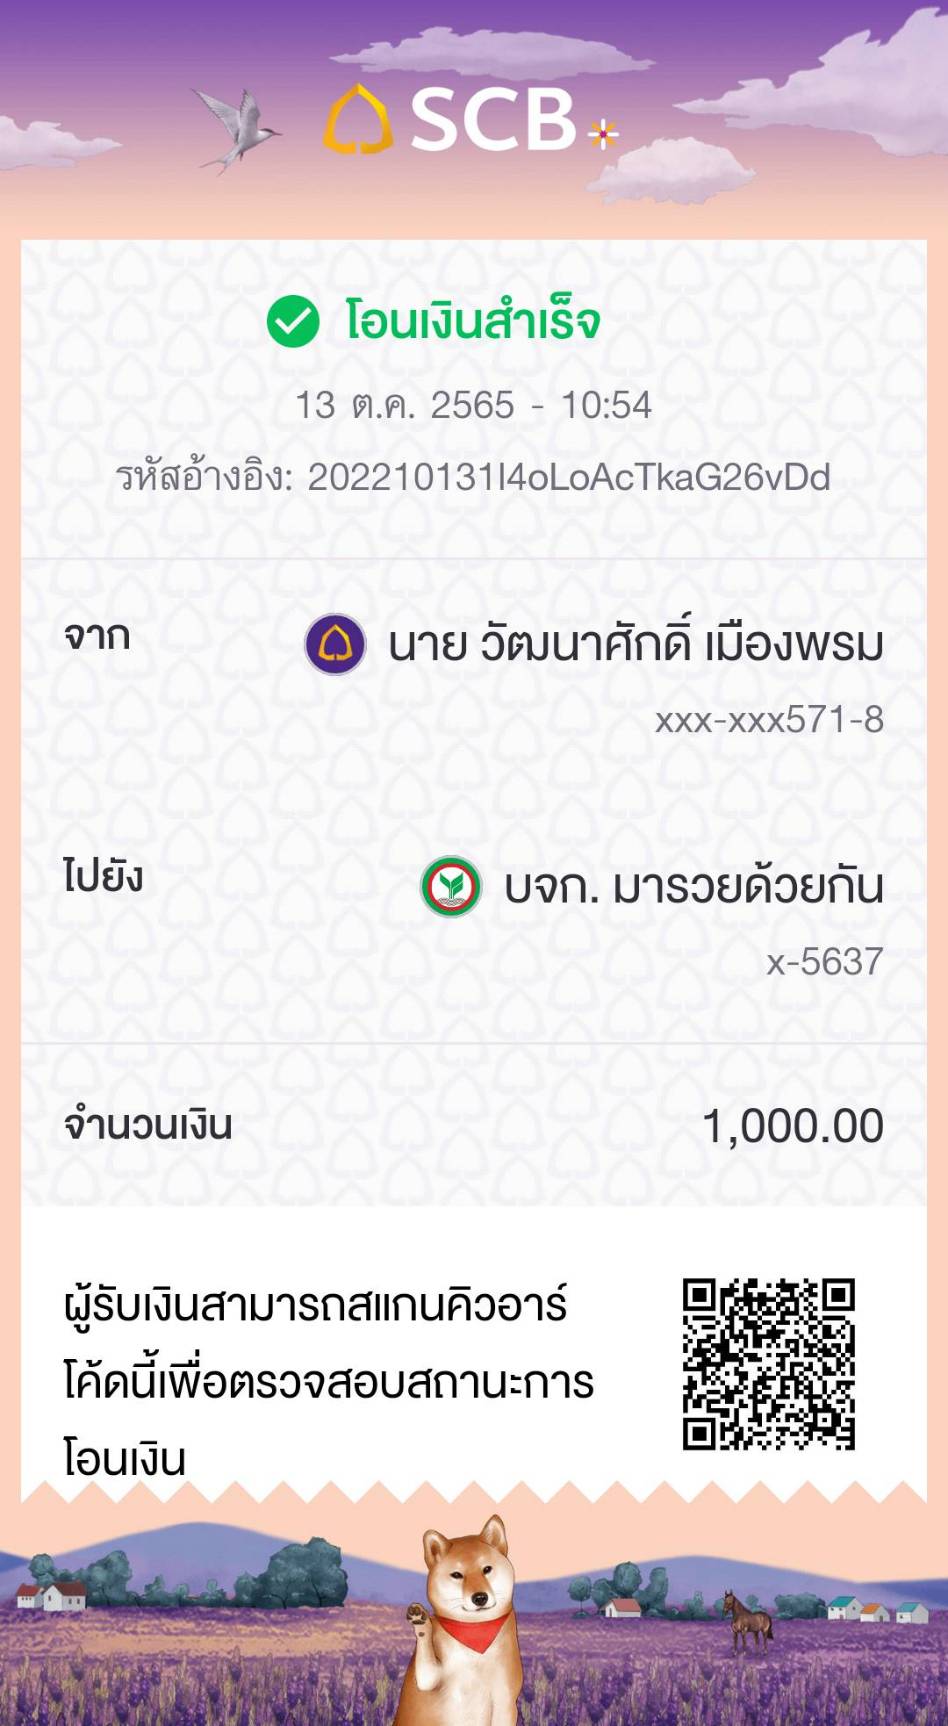 SCB
โอนเงินสำเร็จ
13 ต.ค. 2565 - 10:54
รหัสอ้างอิง: 202210131l4oLoAcTkaG26vDd
จาก
นาย วัฒนาศักดิ์ เมืองพรม
xxx-xxx571-8
ไปยัง
บจก. มารวยด้วยกัน
x-5637
จำนวนเงิน
1,000.00
ผู้รับเงินสามารถสแกนคิวอาร์
โค้ดนี้เพื่อตรวจสอบสถานะการ
โอนเงิน